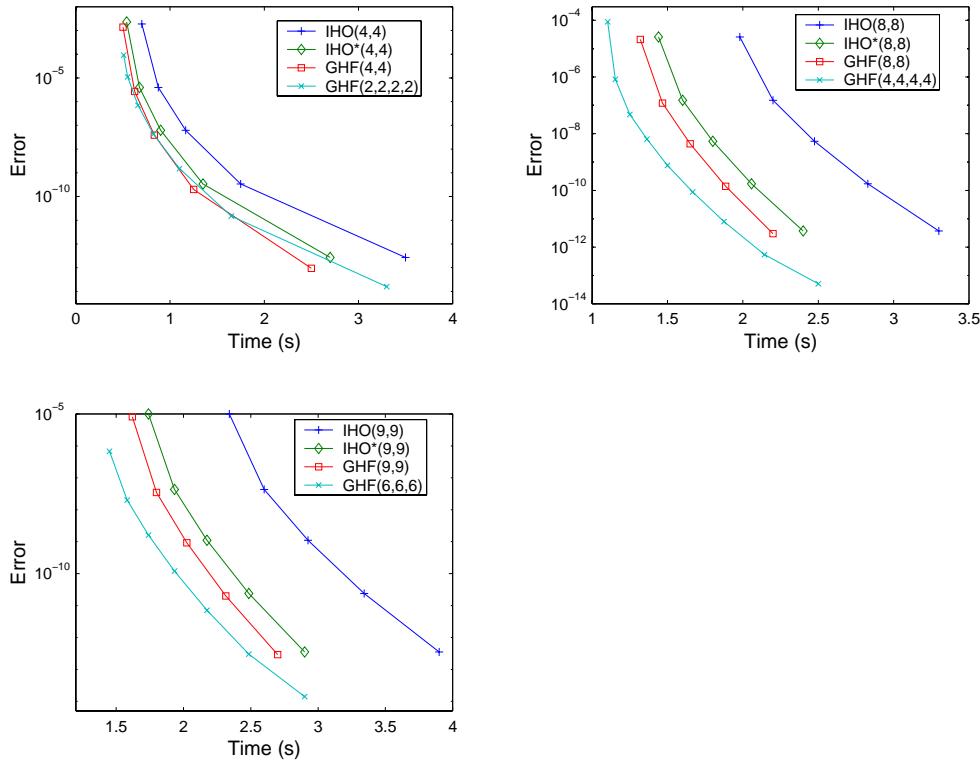 IHO(4,4)
IHO*(4,4)
GHF(4,4)
GHF(2,2,2,2)
10^-5
10^-10
Error
0 1 2 3 4
Time (s)
IHO(8,8)
IHO*(8,8)
GHF(8,8)
GHF(4,4,4,4)
10^-4
10^-6
10^-8
10^-10
10^-12
10^-14
Error
1 1.5 2 2.5 3 3.5
Time (s)
IHO(9,9)
IHO*(9,9)
GHF(9,9)
GHF(6,6,6)
10^-5
10^-10
Error
1.5 2 2.5 3 3.5 4
Time (s)